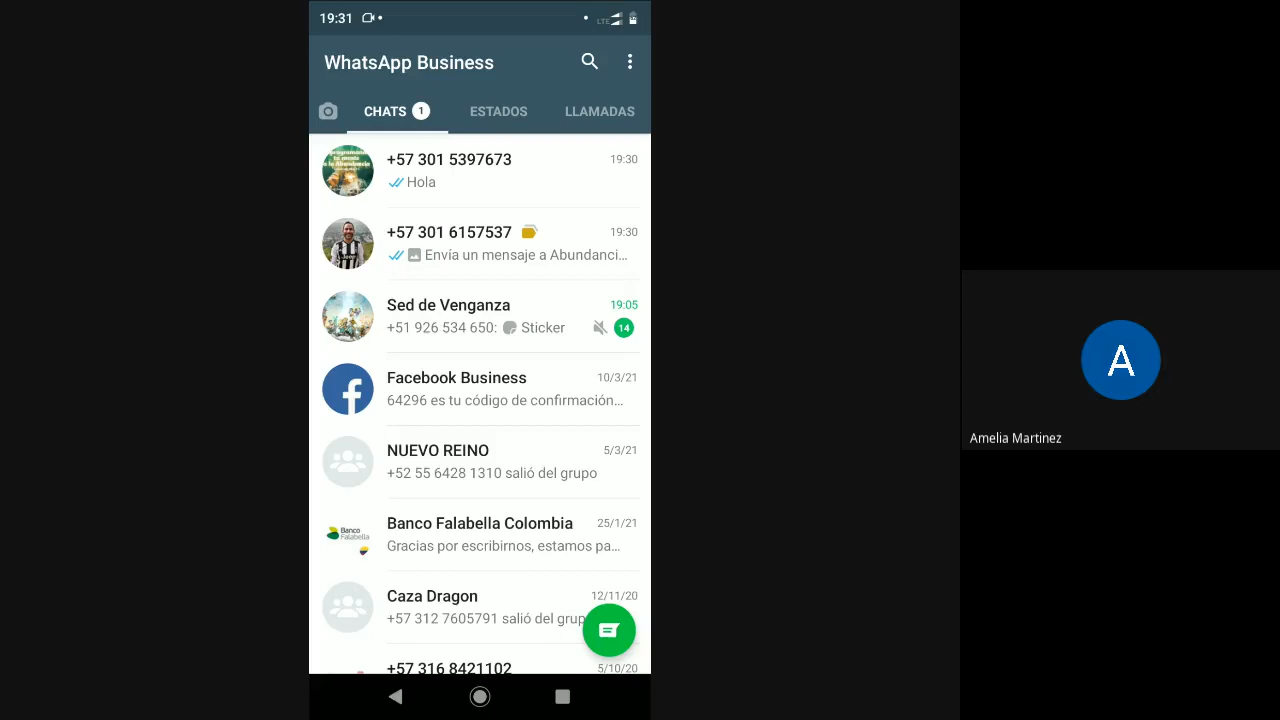 19:31
LTE
WhatsApp Business
CHATS 1 ESTADOS LLAMADAS
+57 301 5397673 19:30
Hola
+57 301 6157537 19:30
Envía un mensaje a Abundanci...
Sed de Venganza 19:05
+51 926 534 650: Sticker 14
Facebook Business 10/3/21
64296 es tu código de confirmación...
NUEVO REINO 5/3/21
+52 55 6428 1310 salió del grupo
Banco Falabella
Banco Falabella Colombia 25/1/21
Gracias por escribirnos, estamos pa...
Caza Dragon 12/11/20
+57 312 7605791 salió del grup
+57 316 8421102 5/10/20
A
Amelia Martinez